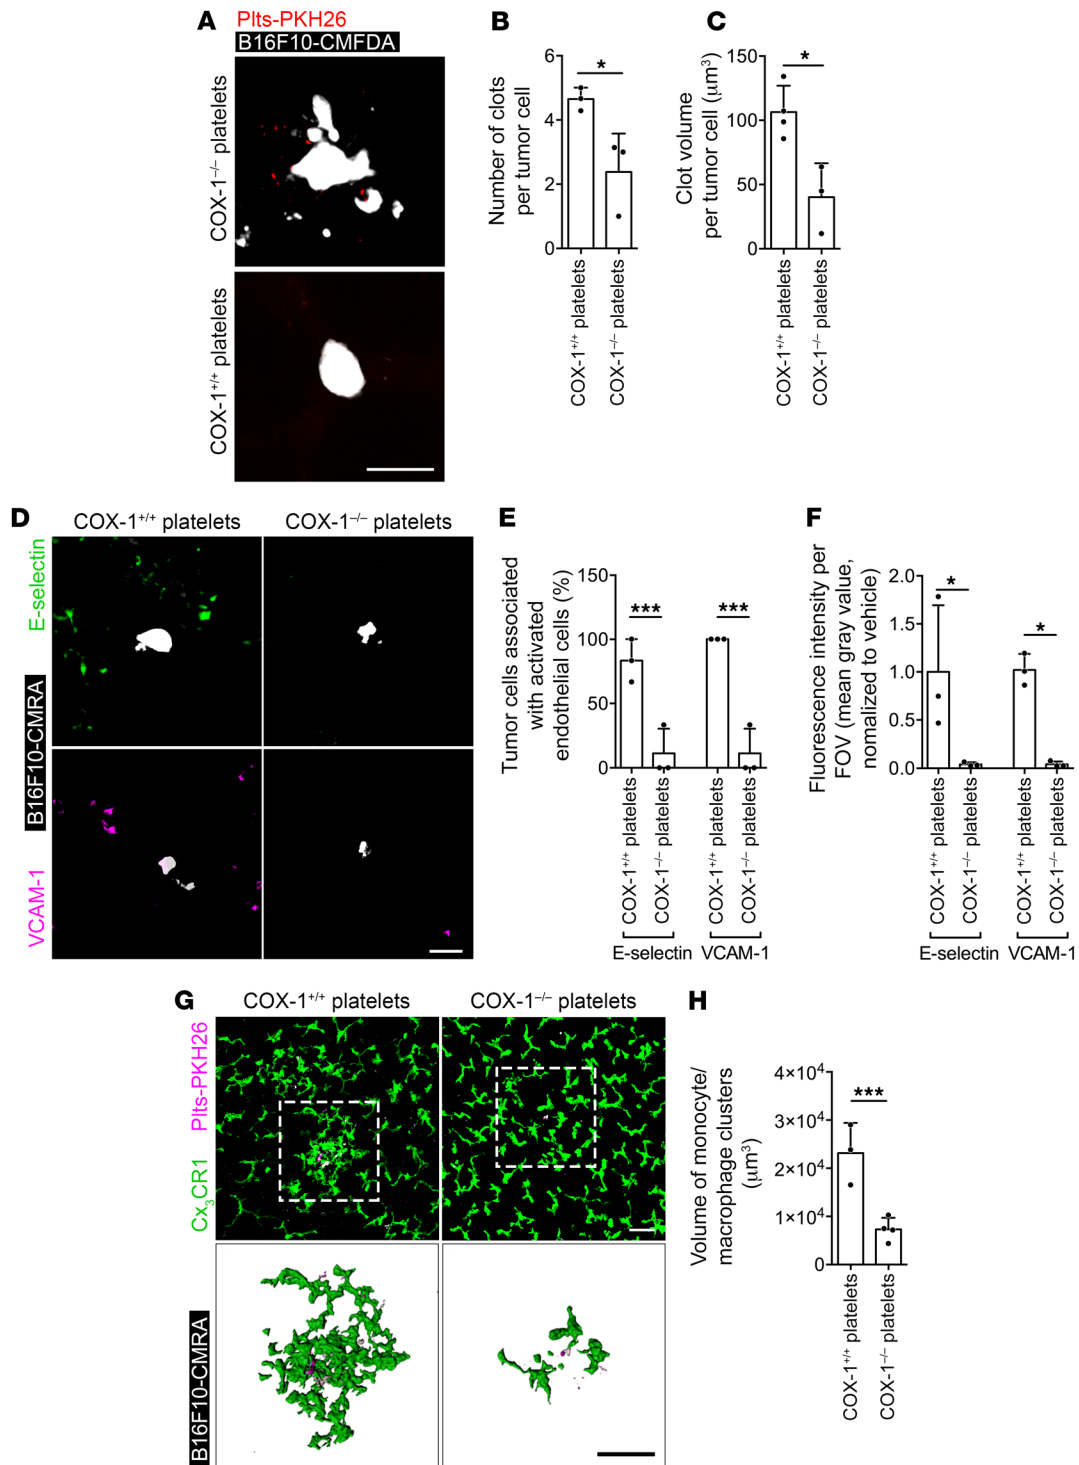 A
Plts-PKH26
B16F10-CMFDA
COX-1–/– platelets
COX-1+/+ platelets
B
Number of clots
per tumor cell
6
4
2
0
*
COX-1+/+ platelets
COX-1–/– platelets
C
Clot volume
per tumor cell (μm3)
150
100
50
0
*
COX-1+/+ platelets
COX-1–/– platelets
D
COX-1+/+ platelets
COX-1–/– platelets
E-selectin
B16F10-CMRA
VCAM-1
E
Tumor cells associated
with activated
endothelial cells (%)
150
100
50
0
***
***
COX-1+/+ platelets
COX-1–/– platelets
COX-1+/+ platelets
COX-1–/– platelets
E-selectin
VCAM-1
F
Fluorescence intensity per
FOV (mean gray value,
nomalized to vehicle)
2.0
1.5
1.0
0.5
0.0
*
*
COX-1+/+ platelets
COX-1–/– platelets
COX-1+/+ platelets
COX-1–/– platelets
E-selectin
VCAM-1
G
COX-1+/+ platelets
COX-1–/– platelets
Plts-PKH26
Cx3CR1
B16F10-CMRA
H
Volume of monocyte/
macrophage clusters
(μm3)
4×104
3×104
2×104
1×104
0
***
COX-1+/+ platelets
COX-1–/– platelets